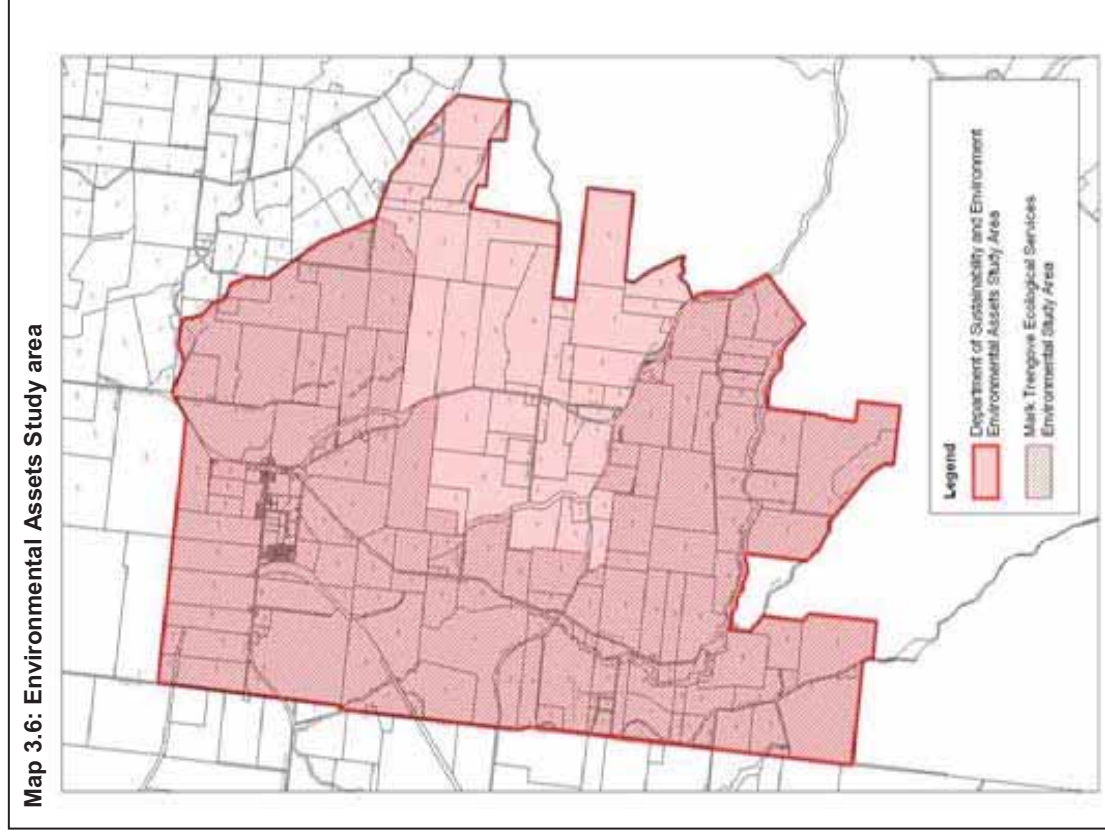 Map 3.6: Environmental Assets Study area
Legend
Department of Sustainability and Environment
Environmental Assets Study Area
Mark Trengove Ecological Services
Environmental Study Area